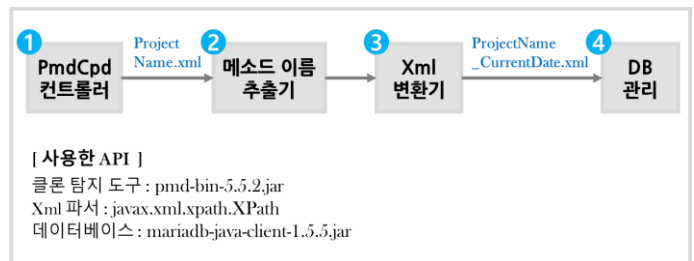 1
PmdCpd
컨트롤러
Project
Name.xml
2
메소드 이름
추출기
3
Xml
변환기
ProjectName
_CurrentDate.xml
4
DB
관리
[ 사용한 API ]
클론 탐지 도구 : pmd-bin-5.5.2.jar
Xml 파서 : javax.xml.xpath.XPath
데이터베이스 : mariadb-java-client-1.5.5.jar